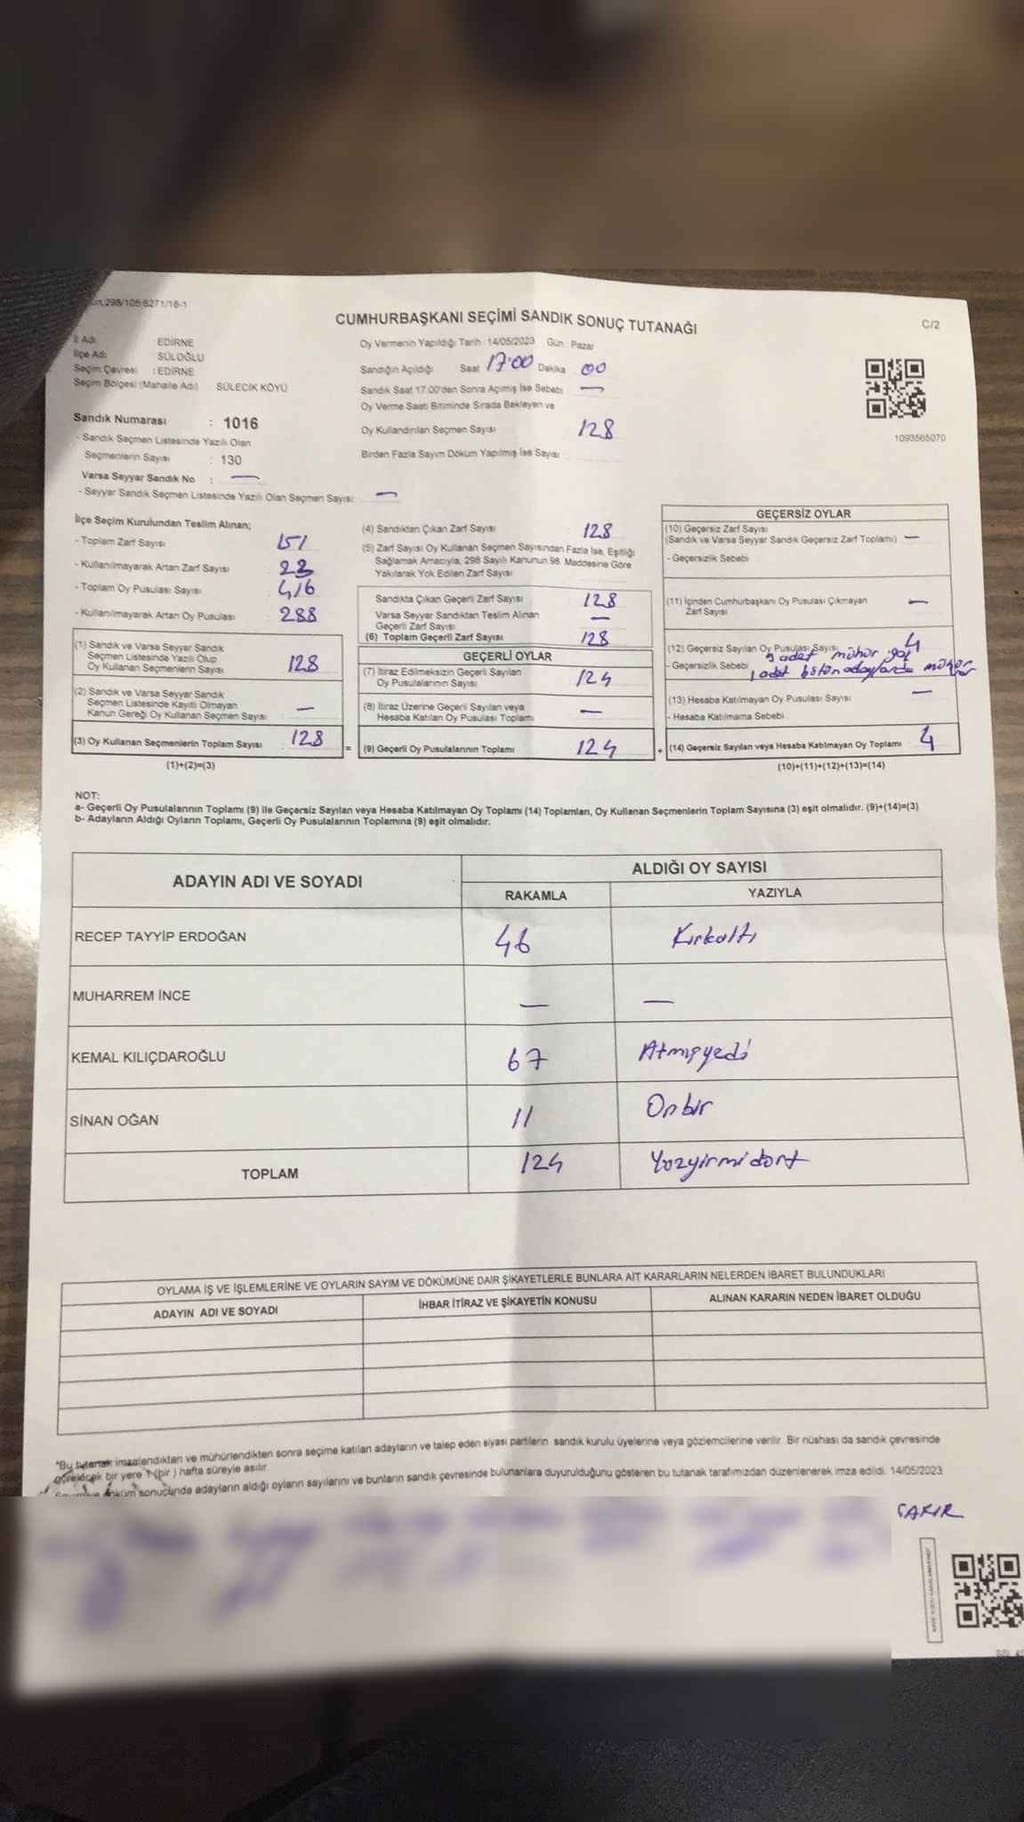 298/105-6271/18-1
CUMHURBAŞKANI SEÇİMİ SANDIK SONUÇ TUTANAĞI
C/2
İl Adı EDİRNE
İlçe Adı SÜLOĞLU
Seçim Çevresi : EDİRNE
Seçim Bölgesi (Mahalle Adı) SÜLECİK KÖYÜ
Sandık Numarası : 1016
- Sandık Seçmen Listesinde Yazılı Olan
Seçmenlerin Sayısı : 130
Varsa Seyyar Sandık No : —
- Seyyar Sandık Seçmen Listesinde Yazılı Olan Seçmen Sayısı: —
Oy Vermenin Yapıldığı Tarih : 14/05/2023 Gün : Pazar
Sandığın Açıldığı Saat 17:00 Dakika 00
Sandık Saat 17:00'den Sonra Açımış İse Sebebi —
Oy Verme Saati Bitiminde Sırada Bekleyen ve
Oy Kullandırılan Seçmen Sayısı 128
Birden Fazla Sayım Döküm Yapılmış İse Sayısı
1093565070
İlçe Seçim Kurulundan Teslim Alınan;
- Toplam Zarf Sayısı 151
- Kullanılmayarak Artan Zarf Sayısı 23
- Toplam Oy Pusulası Sayısı 416
- Kullanılmayarak Artan Oy Pusulası 288
(1) Sandık ve Varsa Seyyar Sandık
Seçmen Listesinde Yazılı Olup
Oy Kullanan Seçmenlerin Sayısı 128
(2) Sandık ve Varsa Seyyar Sandık
Seçmen Listesinde Kayıtlı Olmayan
Kanun Gereği Oy Kullanan Seçmen Sayısı —
(3) Oy Kullanan Seçmenlerin Toplam Sayısı 128
(1)+(2)=(3)
(4) Sandıktan Çıkan Zarf Sayısı 128
(5) Zarf Sayısı Oy Kullanan Seçmen Sayısından Fazla İse, Eşitliği
Sağlamak Amacıyla, 298 Sayılı Kanunun 98. Maddesine Göre
Yakılarak Yok Edilen Zarf Sayısı
Sandıkta Çıkan Geçerli Zarf Sayısı 128
Varsa Seyyar Sandıktan Teslim Alınan
Geçerli Zarf Sayısı —
(6) Toplam Geçerli Zarf Sayısı 128
GEÇERLİ OYLAR
(7) İtiraz Edilmeksizin Geçerli Sayılan
Oy Pusulalarının Sayısı 124
(8) İtiraz Üzerine Geçerli Sayılan veya
Hesaba Katılan Oy Pusulası Toplamı —
= (9) Geçerli Oy Pusulalarının Toplamı 124
GEÇERSİZ OYLAR
(10) Geçersiz Zarf Sayısı
(Sandık ve Varsa Seyyar Sandık Geçersiz Zarf Toplamı) —
- Geçersizlik Sebebi
(11) İçinden Cumhurbaşkanı Oy Pusulası Çıkmayan
Zarf Sayısı —
(12) Geçersiz Sayılan Oy Pusulası Sayısı 4
- Geçersizlik Sebebi 3 adet mühür yok
1 adet bütün adaylarda mühür
(13) Hesaba Katılmayan Oy Pusulası Sayısı —
- Hesaba Katılmama Sebebi
+ (14) Geçersiz Sayılan veya Hesaba Katılmayan Oy Toplamı 4
(10)+(11)+(12)+(13)=(14)
NOT:
a- Geçerli Oy Pusulalarının Toplamı (9) ile Geçersiz Sayılan veya Hesaba Katılmayan Oy Toplamı (14) Toplamları, Oy Kullanan Seçmenlerin Toplam Sayısına (3) eşit olmalıdır. (9)+(14)=(3)
b- Adayların Aldığı Oyların Toplamı, Geçerli Oy Pusulalarının Toplamına (9) eşit olmalıdır.
ADAYIN ADI VE SOYADI
ALDIĞI OY SAYISI
RAKAMLA YAZIYLA
RECEP TAYYİP ERDOĞAN 46 Kırkaltı
MUHARREM İNCE — —
KEMAL KILIÇDAROĞLU 67 Atmışyedi
SİNAN OĞAN 11 Onbir
TOPLAM 124 Yüzyirmidört
OYLAMA İŞ VE İŞLEMLERİNE VE OYLARIN SAYIM VE DÖKÜMÜNE DAİR ŞİKAYETLERLE BUNLARA AİT KARARLARIN NELERDEN İBARET BULUNDUKLARI
ADAYIN ADI VE SOYADI İHBAR İTİRAZ VE ŞİKAYETİN KONUSU ALINAN KARARIN NEDEN İBARET OLDUĞU
*Bu tutanak imzalandıktan ve mühürlendikten sonra seçime katılan adayların ve talep eden siyasi partilerin sandık kurulu üyelerine veya gözlemcilerine verilir. Bir nüshası da sandık çevresinde
görülecek bir yere 1 (bir) hafta süreyle asılır.
döküm sonucunda adayların aldığı oyların sayılarını ve bunların sandık çevresinde bulunanlara duyurulduğunu gösteren bu tutanak tarafımızdan düzenlenerek imza edildi. 14/05/2023
ÇAKIR